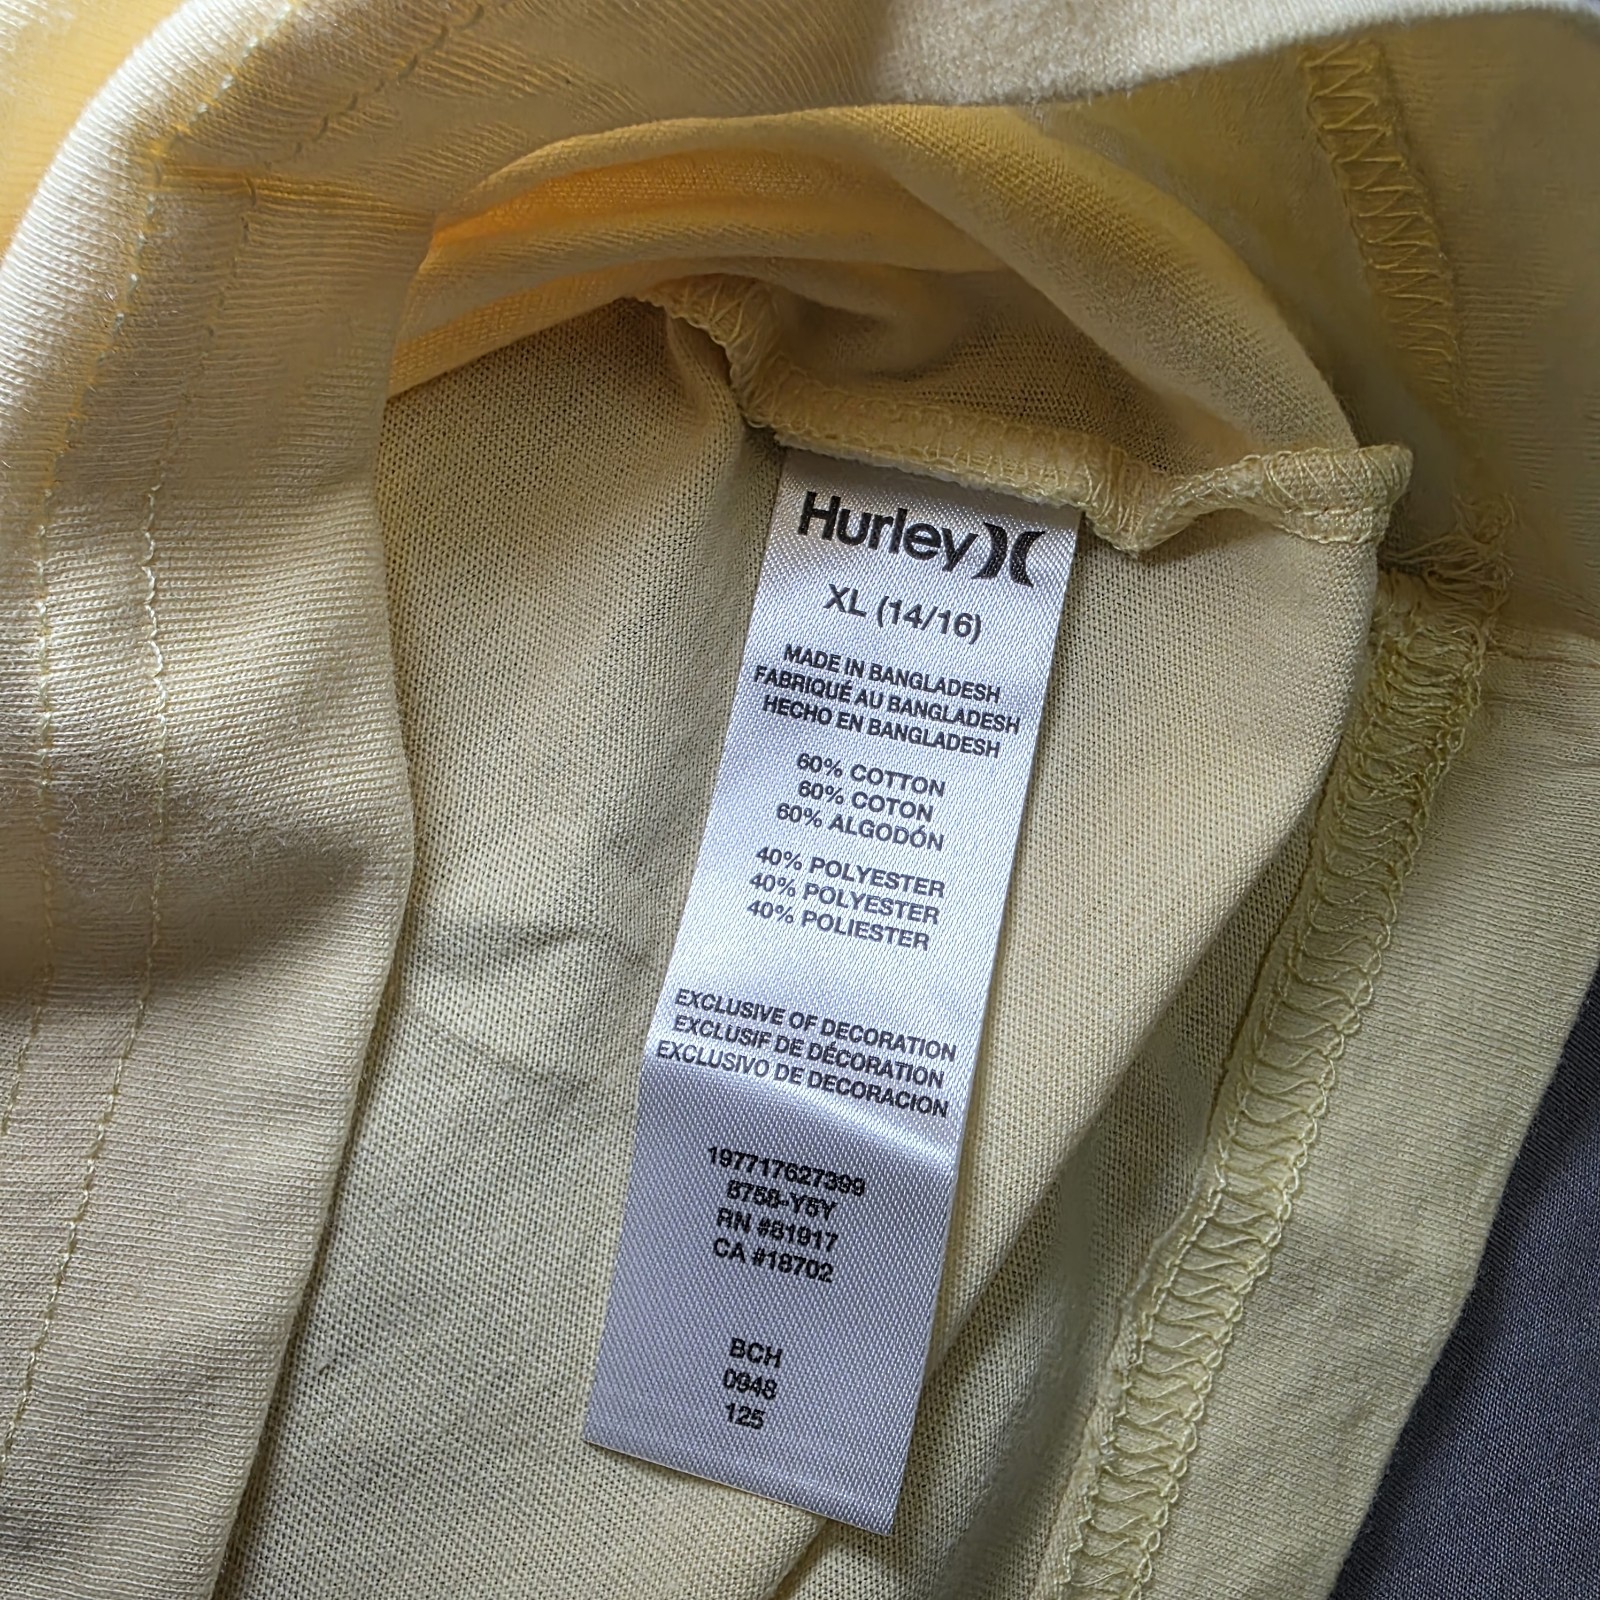 Hurley
XL (14/16)
MADE IN BANGLADESH
FABRIQUÉ AU BANGLADESH
HECHO EN BANGLADESH
60% COTTON
60% COTON
60% ALGODÓN
40% POLYESTER
40% POLYESTER
40% POLIESTER
EXCLUSIVE OF DECORATION
EXCLUSIF DE DÉCORATION
EXCLUSIVO DE DECORACION
197717627399
8758-Y5Y
RN #81917
CA #18702
BCH
0948
125